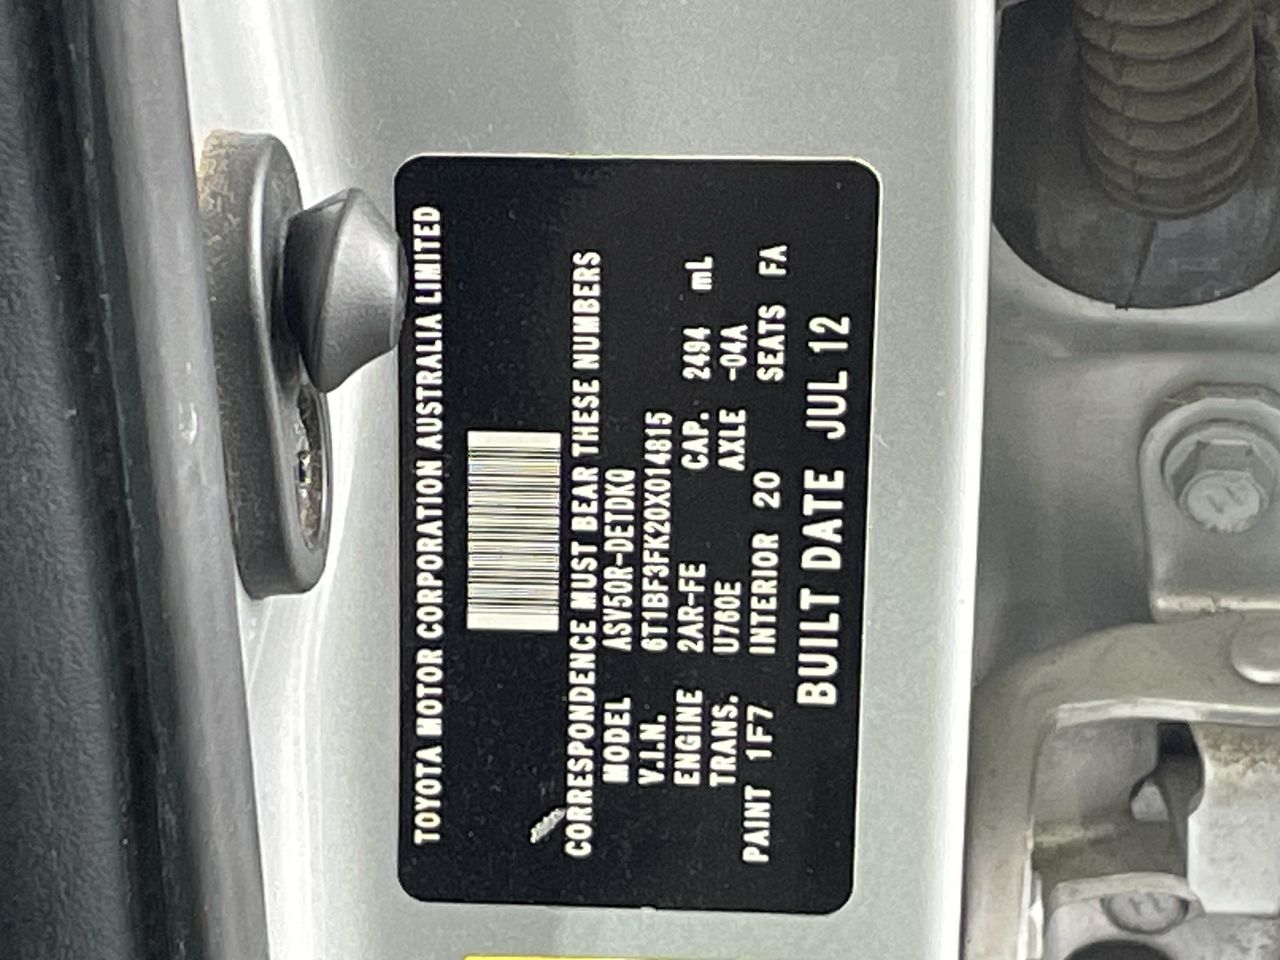 TOYOTA MOTOR CORPORATION AUSTRALIA LIMITED
CORRESPONDENCE MUST BEAR THESE NUMBERS
MODEL ASV50R-DETDKQ
V.I.N. 6T1BF3FK20X014815
ENGINE 2AR-FE CAP. 2494 mL
TRANS. U760E AXLE -04A
PAINT 1F7 INTERIOR 20 SEATS FA
BUILT DATE JUL 12